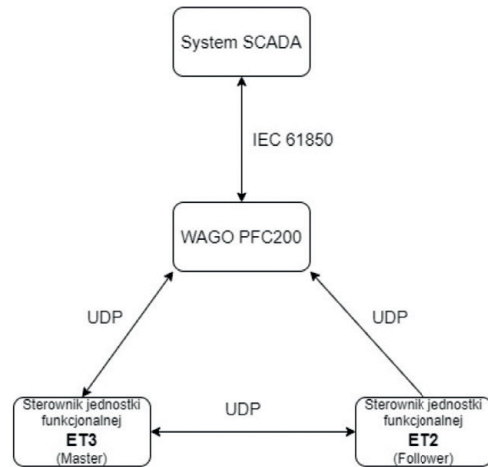 System SCADA
IEC 61850
WAGO PFC200
UDP
UDP
Sterownik jednostki
funkcjonalnej
ET3
(Master)
UDP
Sterownik jednostki
funkcjonalnej
ET2
(Follower)